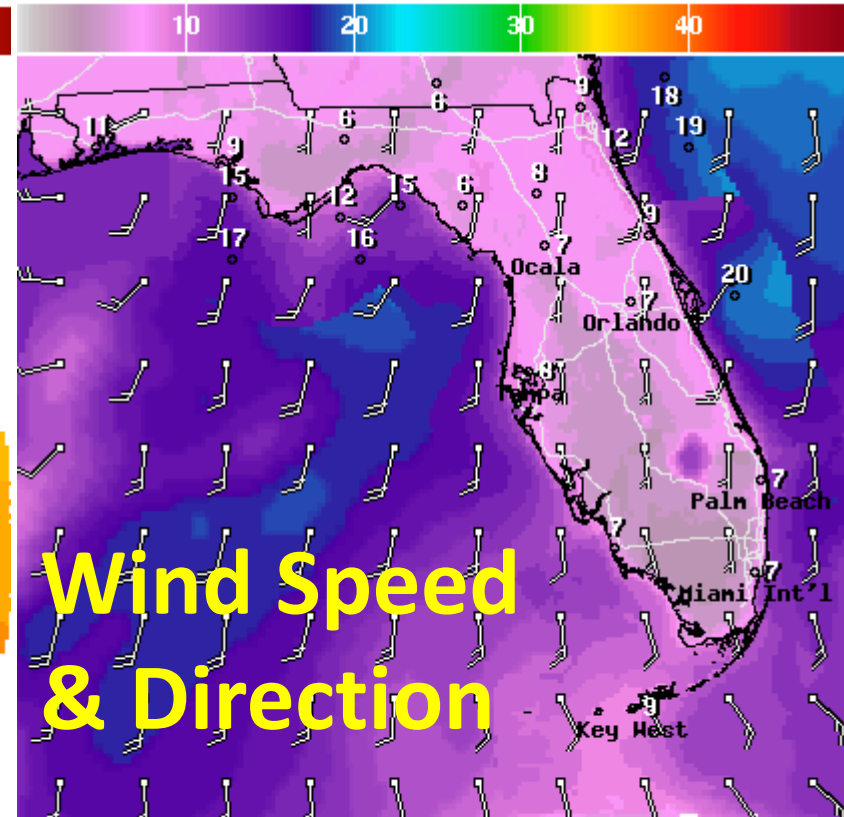 10 20 30 40
6 9 18
11 6 12 19
9
15 12 15 6 8 9
17 16 7
Ocala
7 20
Orlando
8
Tampa
7
Palm Beach
7
7
Miami Int'l
Wind Speed
& Direction
9
Key West